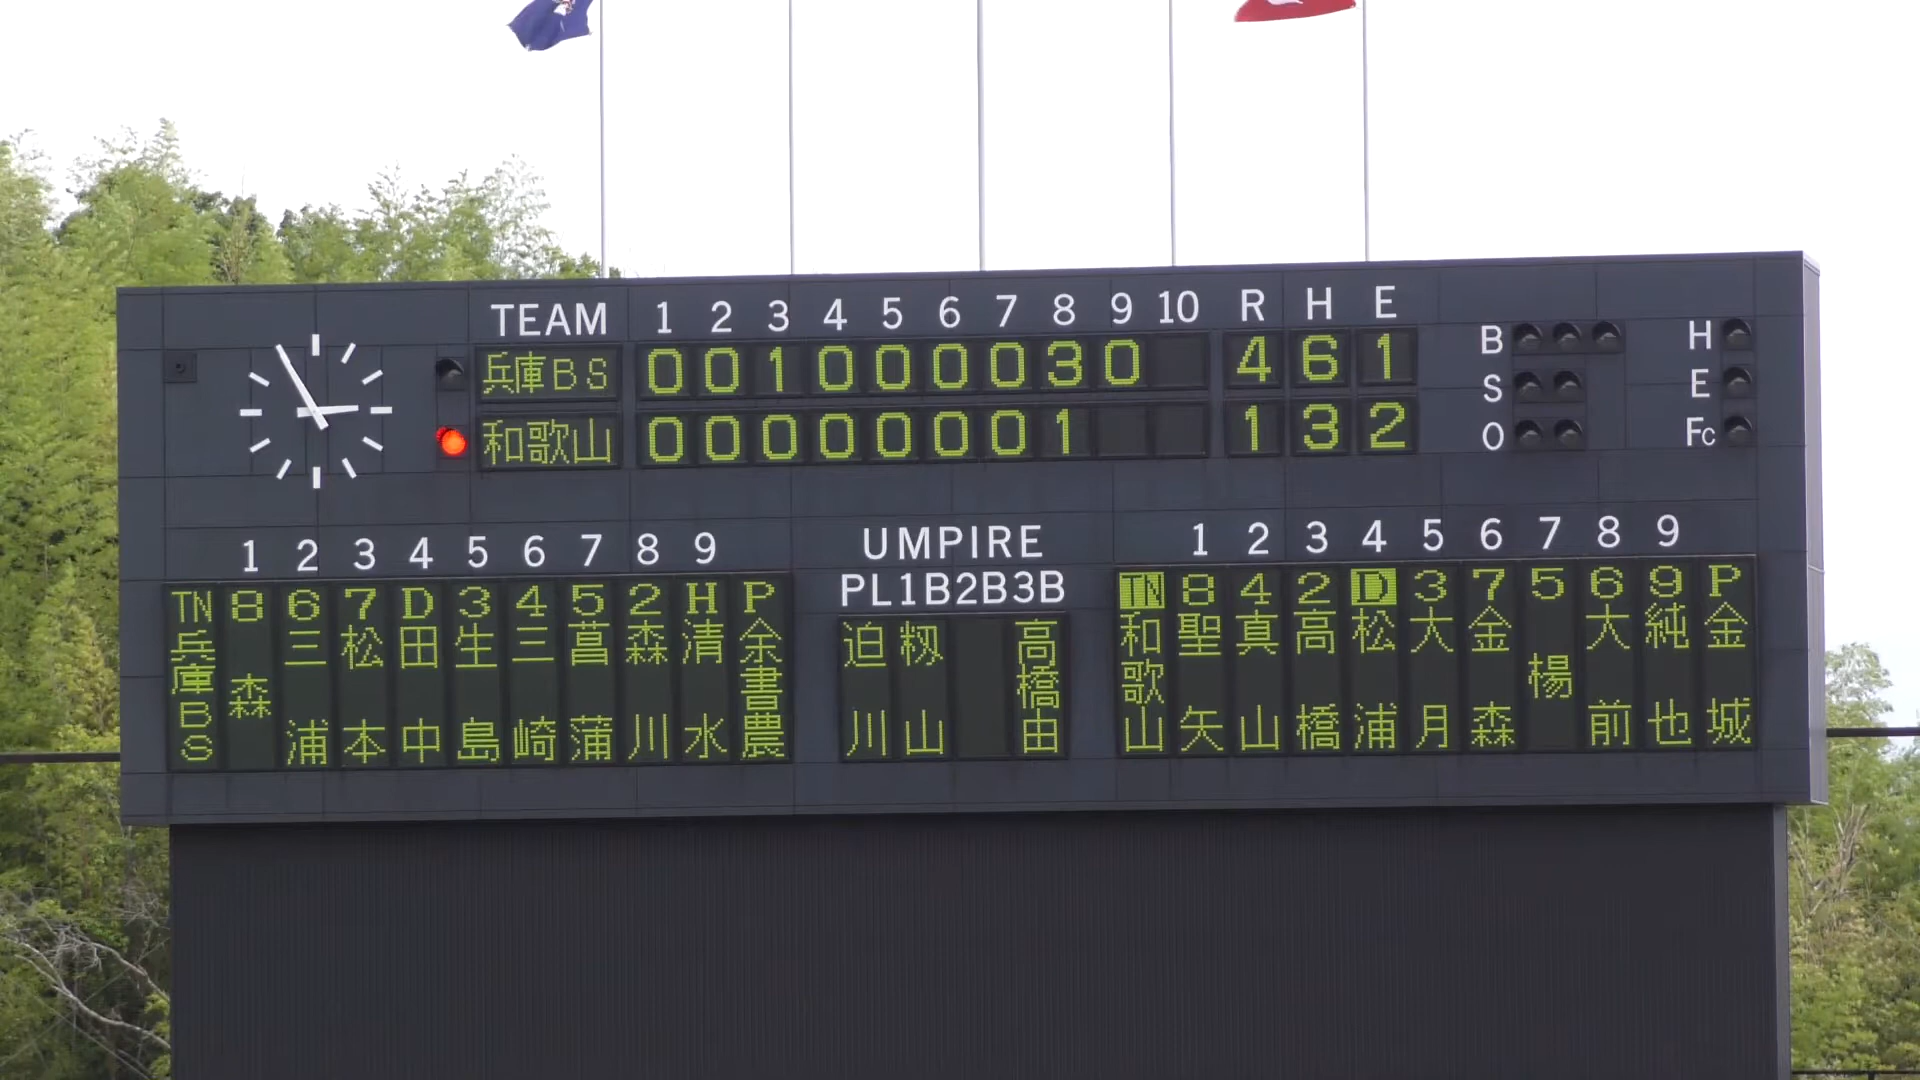 TEAM 1 2 3 4 5 6 7 8 9 10 R H E
兵庫BS 0 0 1 0 0 0 0 3 0 4 6 1
和歌山 0 0 0 0 0 0 0 1 1 3 2
B
S
O
H
E
Fc
1 2 3 4 5 6 7 8 9
TN 8 6 7 D 3 4 5 2 H P
兵庫BS
森
三浦
松本
田中
生島
三崎
菖蒲
森川
清水
余書農
UMPIRE
PL 1B 2B 3B
迫川
籾山
高橋由
1 2 3 4 5 6 7 8 9
TN 8 4 2 D 3 7 5 6 9 P
和歌山
聖矢
真山
高橋
松浦
大月
金森
楊
大前
純也
金城